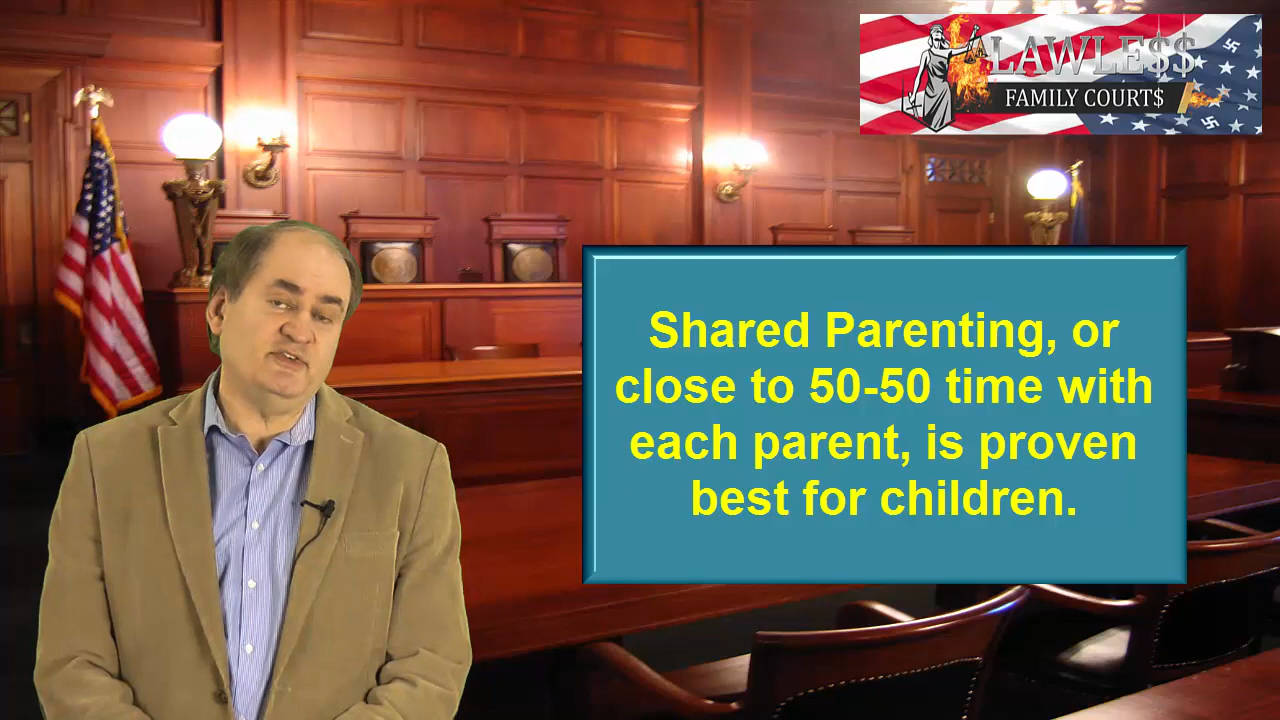 LAWLE$$
FAMILY COURT$
Shared Parenting, or
close to 50-50 time with
each parent, is proven
best for children.